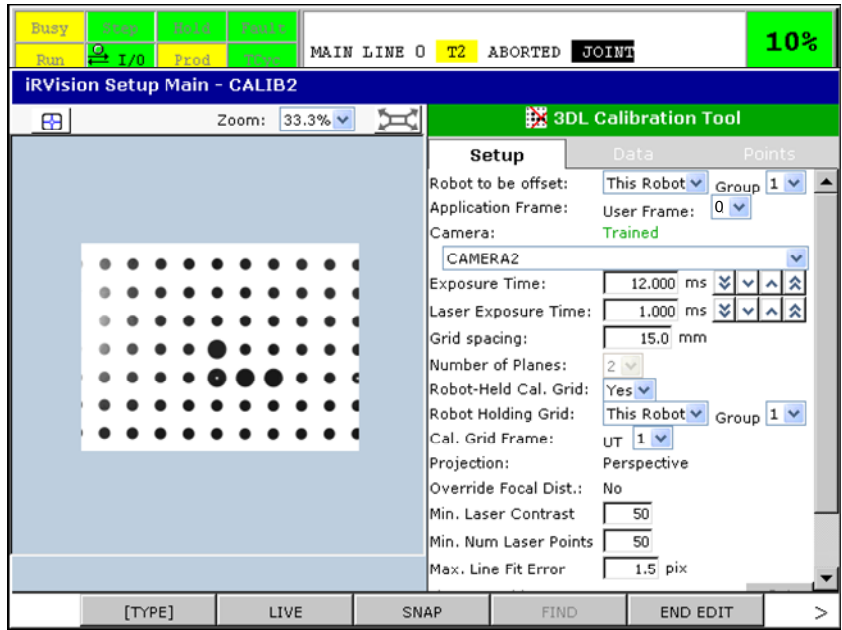 Busy Step Hold Fault
Run I/O Prod TCyc
MAIN LINE 0 T2 ABORTED JOINT
10%
iRVision Setup Main - CALIB2
Zoom: 33.3%
3DL Calibration Tool
Setup Data Points
Robot to be offset: This Robot Group 1
Application Frame: User Frame: 0
Camera: Trained
CAMERA2
Exposure Time: 12.000 ms
Laser Exposure Time: 1.000 ms
Grid spacing: 15.0 mm
Number of Planes: 2
Robot-Held Cal. Grid: Yes
Robot Holding Grid: This Robot Group 1
Cal. Grid Frame: UT 1
Projection: Perspective
Override Focal Dist.: No
Min. Laser Contrast 50
Min. Num Laser Points 50
Max. Line Fit Error 1.5 pix
[TYPE] LIVE SNAP FIND END EDIT >